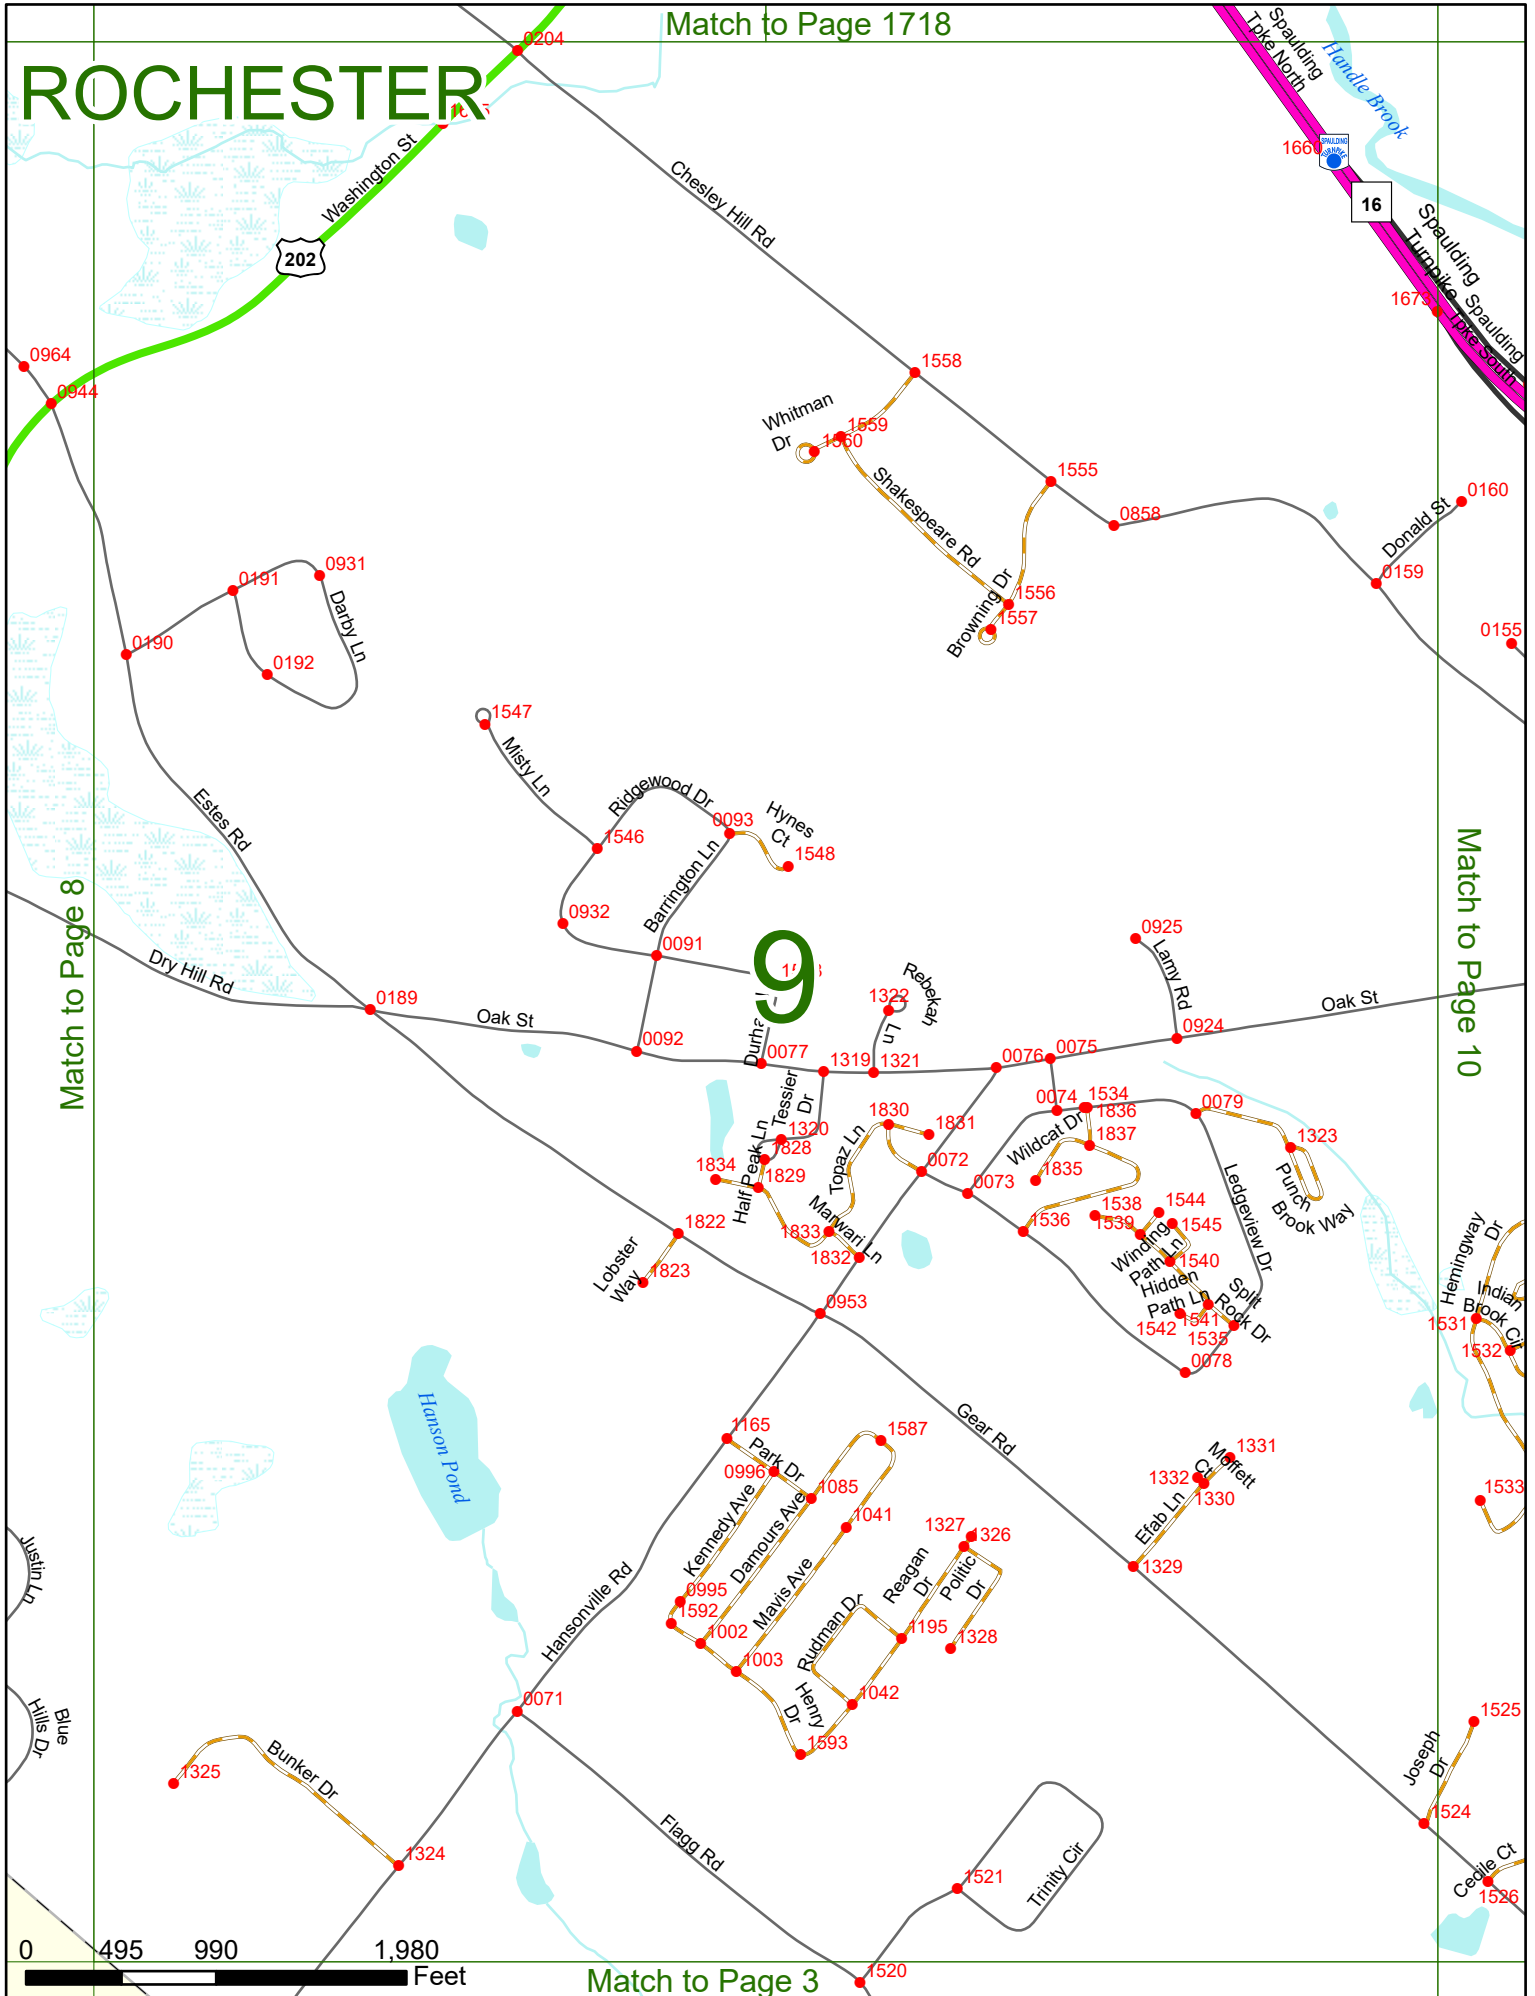 Match to Page 1718
ROCHESTER
0204
Spaulding
Tpke North
Handle Brook
Washington St
202
Chesley Hill Rd
SPAULDING
TURNPIKE
16
Spaulding
Turnpike
1673
Spaulding
Tpke South
0964
0944
1558
Whitman
Dr
1559
1560
Shakespeare Rd
1555
0858
0160
Donald St
0159
0931
0191
Darby Ln
Browning Dr
1556
1557
0155
0190
0192
1547
Misty Ln
Ridgewood Dr
0093
Hynes
Ct
1546
1548
Estes Rd
Barrington Ln
Match to Page 8
Match to Page 10
0932
0091
9
0925
Lamy Rd
Dry Hill Rd
Rebekah
Ln
1322
Oak St
0189
Oak St
0924
0092
0077
1319
1321
0076
0075
Tessier
Dr
0074
1534
1836
0079
1830
1831
1320
Wildcat Dr
1837
1323
Half Peak Ln
1828
Topaz Ln
0072
1834
1829
1835
0073
Punch
Brook Way
Ledgeview Dr
1538
1544
1539
1545
1536
1822
1833
Marwari Ln
1832
Winding
Path Ln
1540
Hemingway
Dr
Lobster
Way
1823
Hidden
Path Ln
Split
Rock Dr
Indian
Brook Cir
0953
1542
1541
1535
1531
1532
0078
Hanson Pond
Gear Rd
1165
Park Dr
0996
1587
1085
1331
1332
Moffett
Ct
1330
Kennedy Ave
Damours Ave
1041
Efab Ln
1533
1327
1326
Justin Ln
Mavis Ave
Reagan
Dr
Politic
Dr
1329
Hansonville Rd
0995
1592
Rudman Dr
1195
1328
1002
1003
Henry
Dr
1042
0071
Blue
Hills Dr
1593
1525
Bunker Dr
1325
Joseph
Dr
Flagg Rd
1524
1324
1521
Trinity Cir
Cecile Ct
1526
0
495
990
1,980
Feet
Match to Page 3
1520